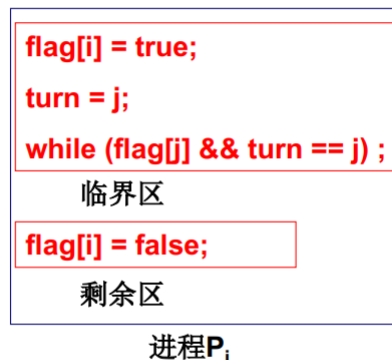 flag[i] = true;
turn = j;
while (flag[j] && turn == j) ;
临界区
flag[i] = false;
剩余区
进程Pi